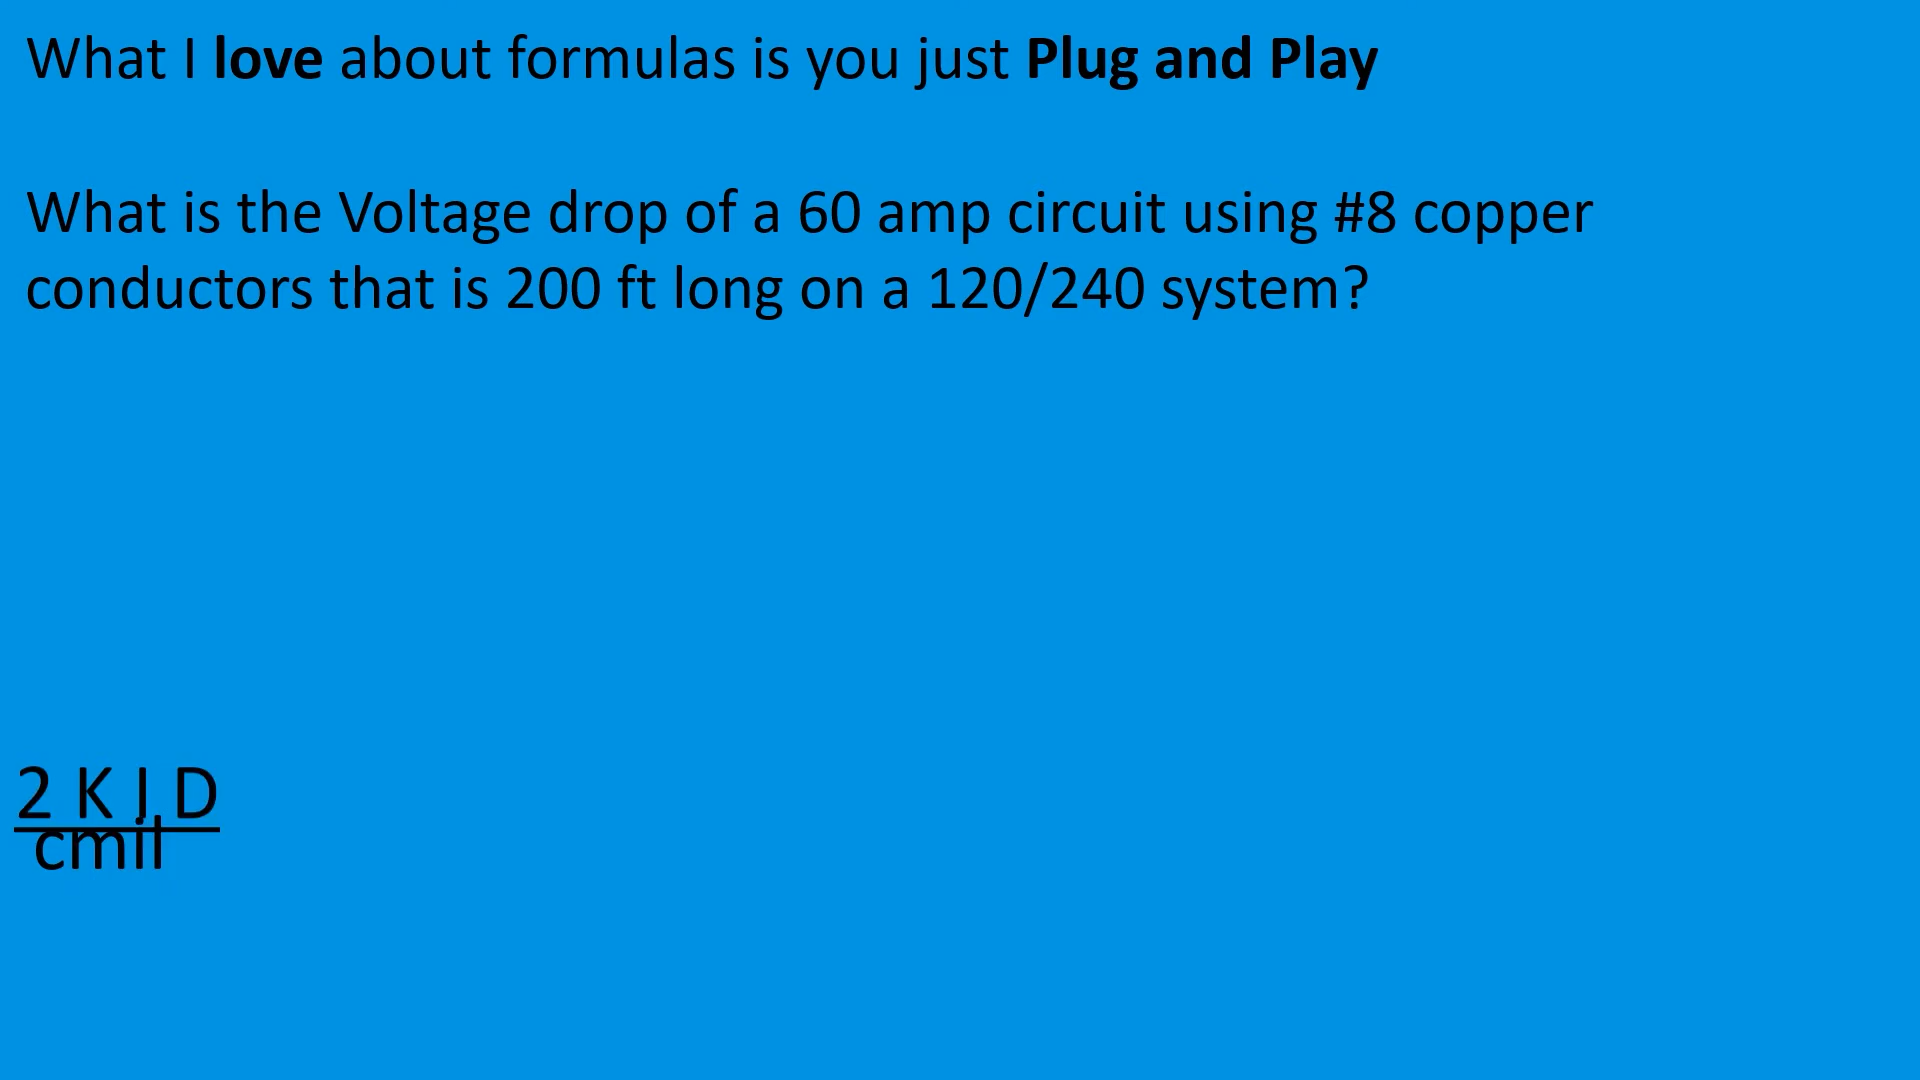 What I love about formulas is you just Plug and Play
What is the Voltage drop of a 60 amp circuit using #8 copper
conductors that is 200 ft long on a 120/240 system?
2 K I D
cmil